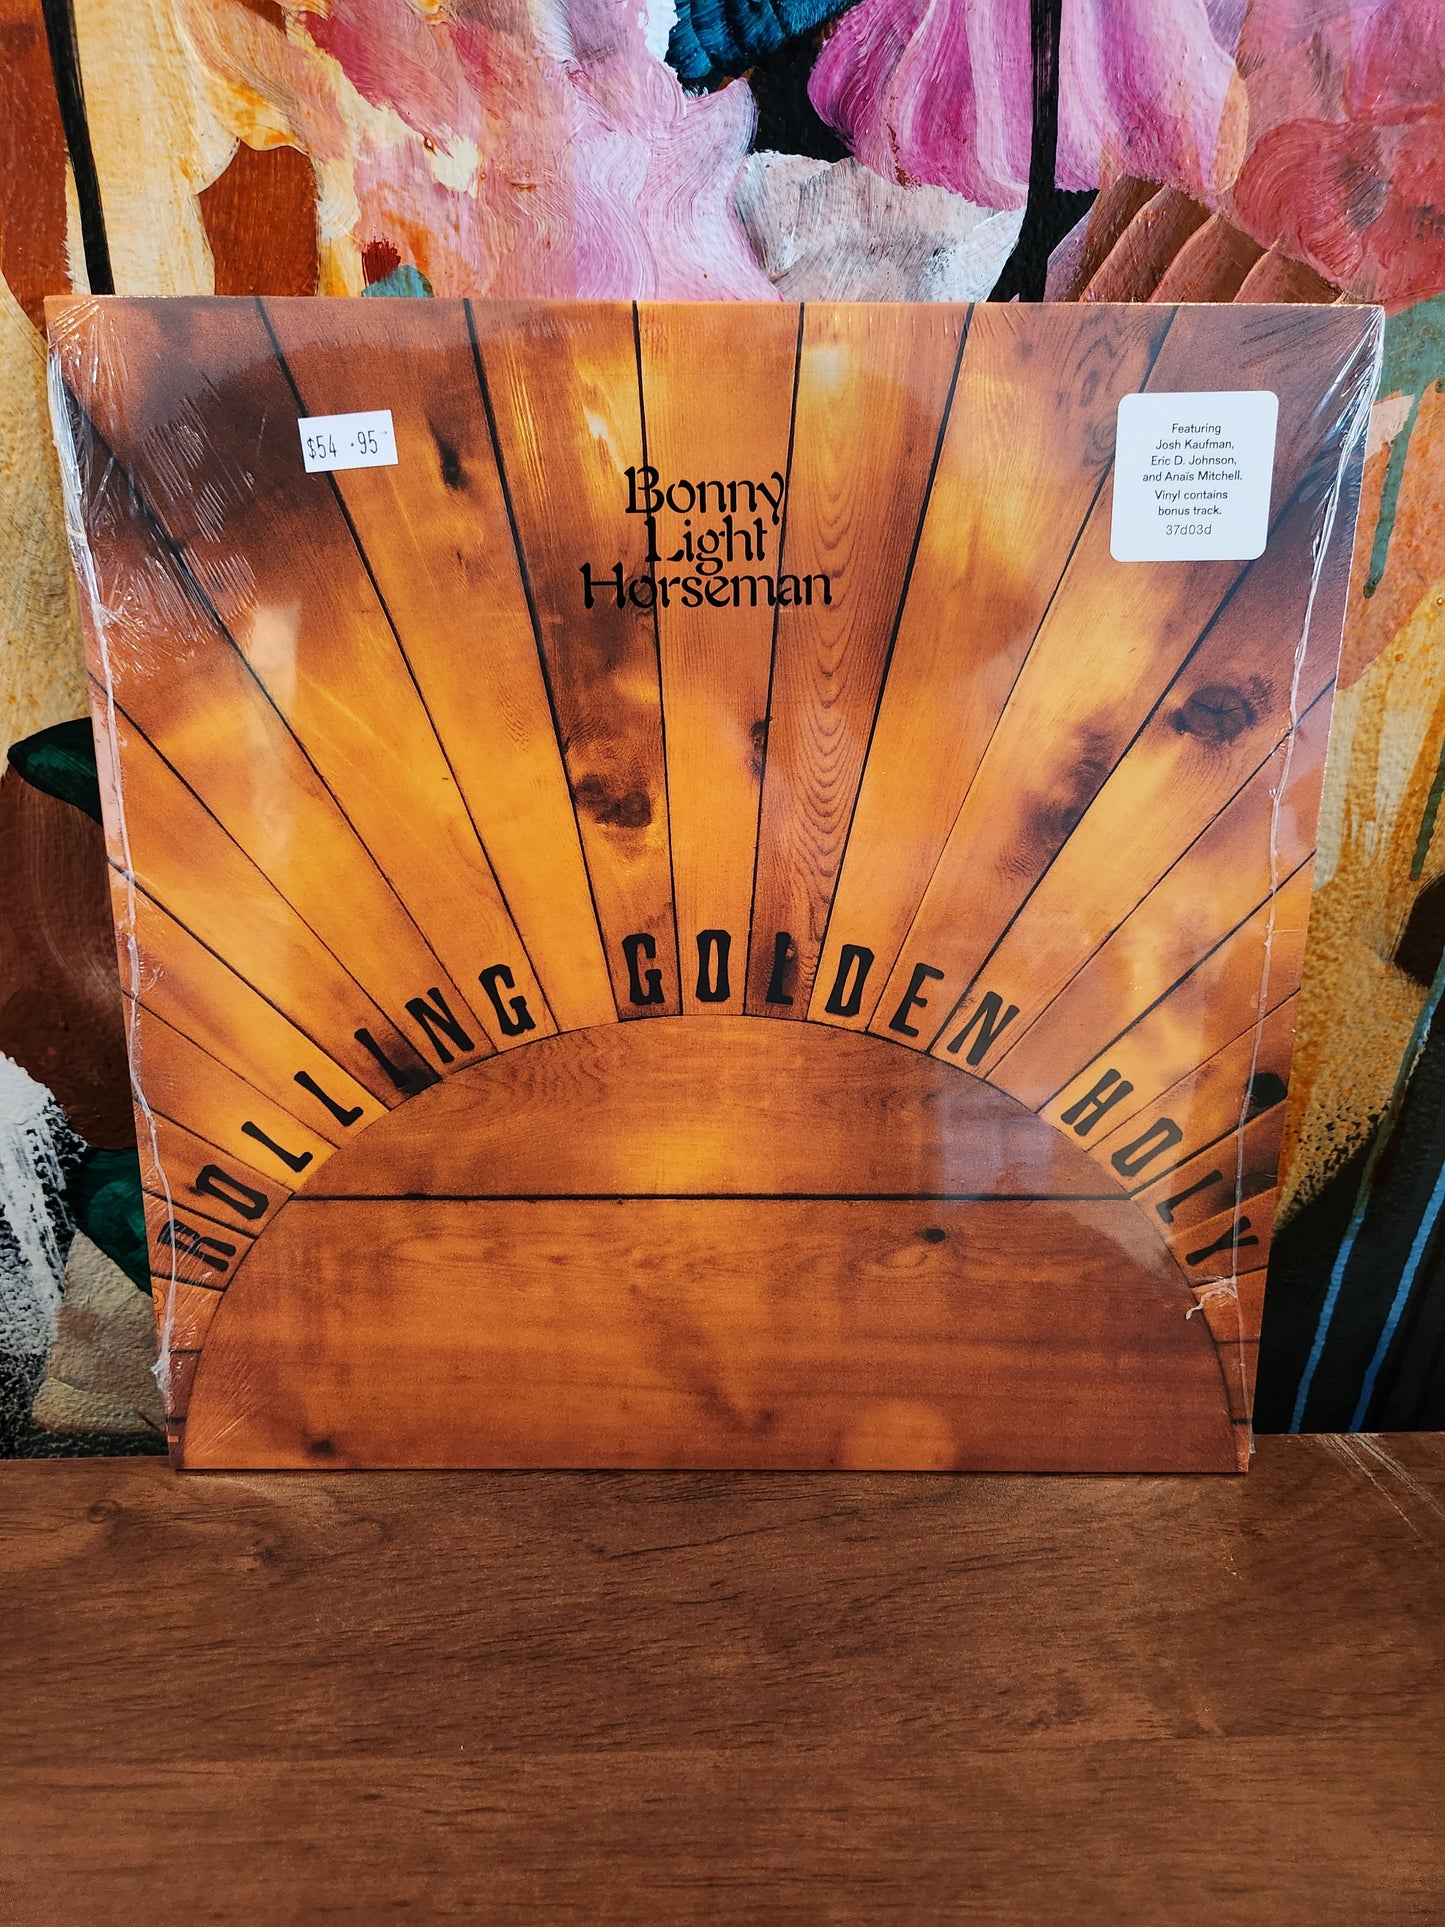 $54.95
Featuring
Josh Kaufman,
Eric D. Johnson,
and Anaïs Mitchell.
Vinyl contains
bonus track.
37d03d
Bonny
Light
Horseman
ROLLING GOLDEN HOLY